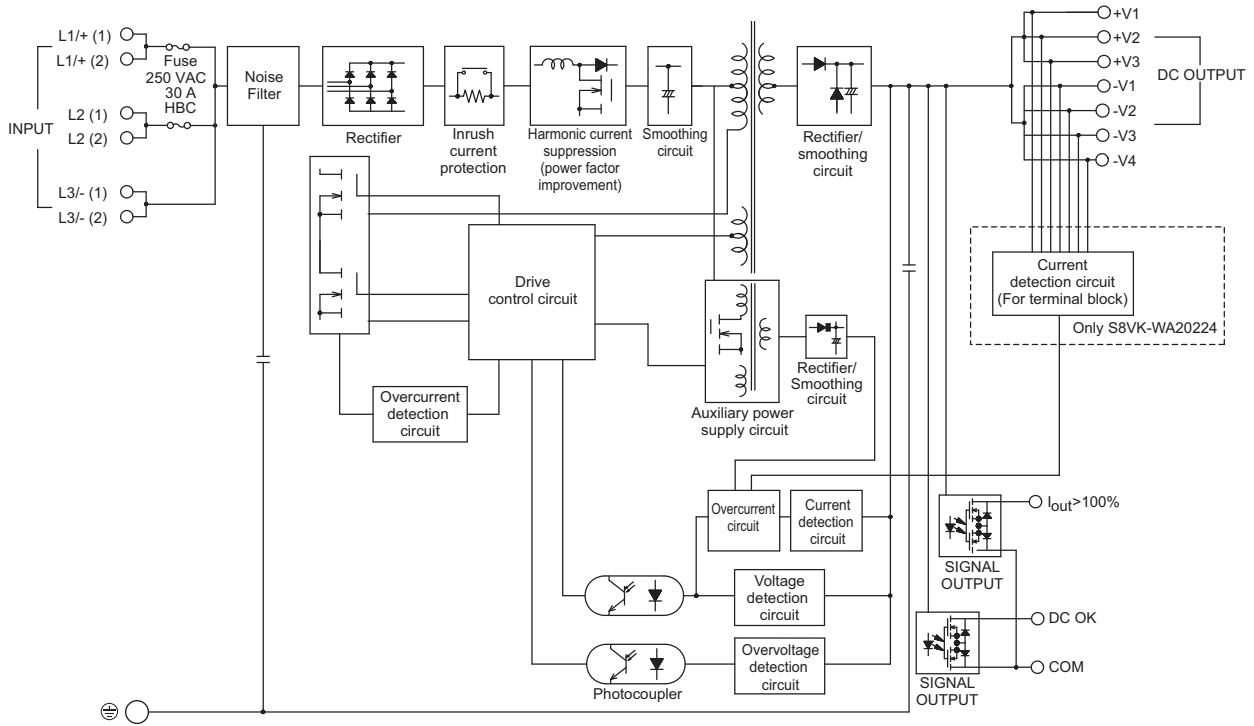 L1/+ (1)
L1/+ (2)
Fuse
250 VAC
30 A
HBC
INPUT
L2 (1)
L2 (2)
L3/- (1)
L3/- (2)
Noise
Filter
Rectifier
Inrush
current
protection
Harmonic current
suppression
(power factor
improvement)
Smoothing
circuit
Rectifier/
smoothing
circuit
+V1
+V2
+V3
-V1
-V2
-V3
-V4
DC OUTPUT
Current
detection circuit
(For terminal block)
Only S8VK-WA20224
Drive
control circuit
Overcurrent
detection
circuit
Auxiliary power
supply circuit
Rectifier/
Smoothing
circuit
Overcurrent
circuit
Current
detection
circuit
Voltage
detection
circuit
Overvoltage
detection
circuit
Photocoupler
Iout>100%
SIGNAL
OUTPUT
DC OK
COM
SIGNAL
OUTPUT